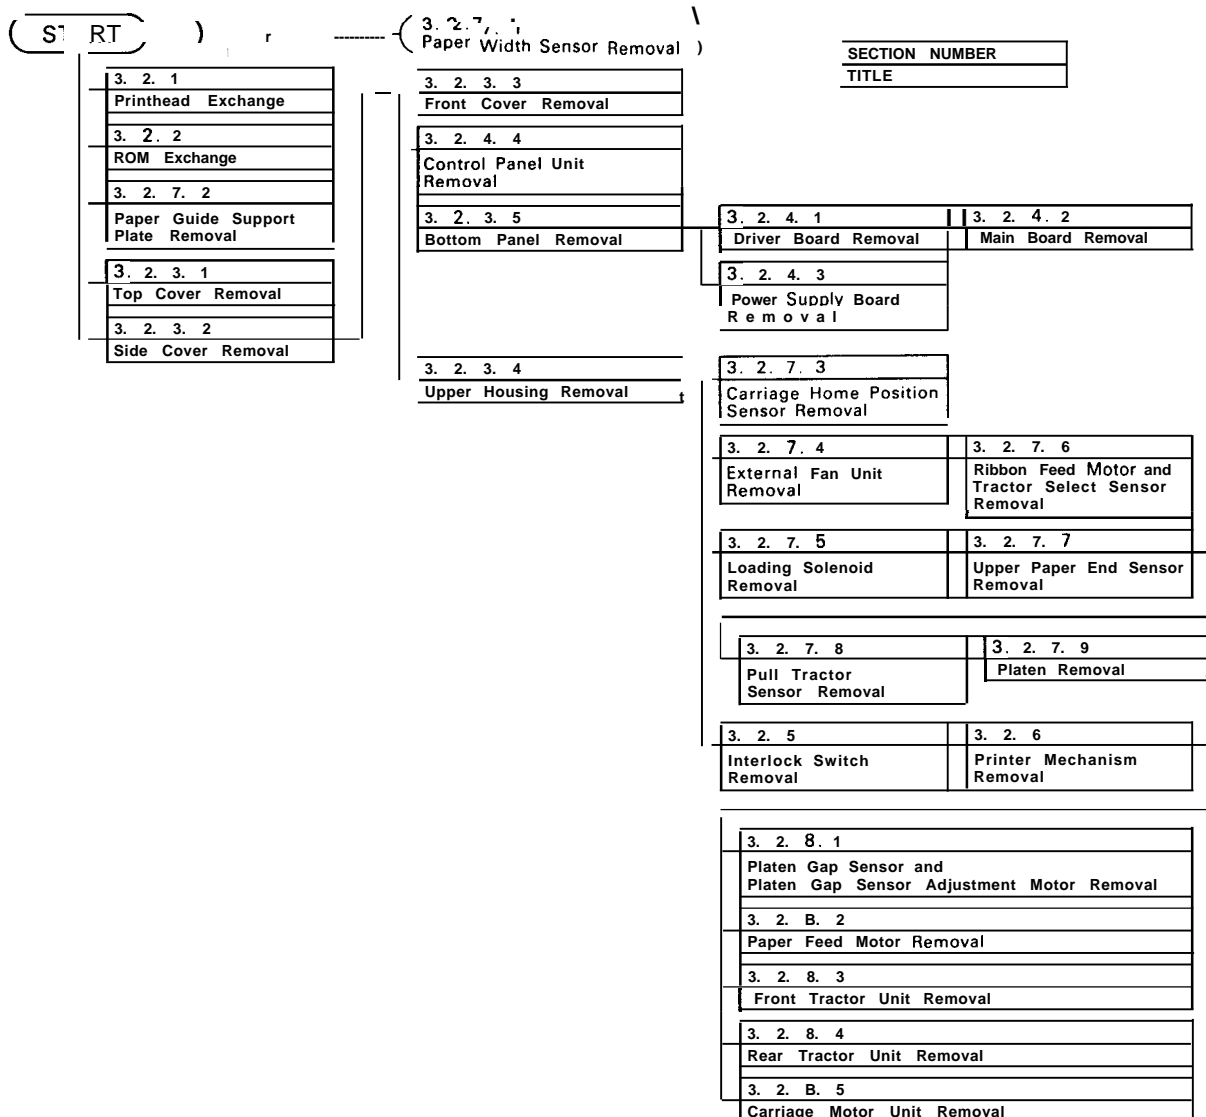 START
3. 2. 7. 1
Paper Width Sensor Removal
SECTION NUMBER
TITLE
3. 2. 1
Printhead Exchange
3. 2. 2
ROM Exchange
3. 2. 7. 2
Paper Guide Support
Plate Removal
3. 2. 3. 1
Top Cover Removal
3. 2. 3. 2
Side Cover Removal
3. 2. 3. 3
Front Cover Removal
3. 2. 4. 4
Control Panel Unit
Removal
3. 2. 3. 5
Bottom Panel Removal
3. 2. 3. 4
Upper Housing Removal
3. 2. 4. 1
Driver Board Removal
3. 2. 4. 2
Main Board Removal
3. 2. 4. 3
Power Supply Board
Removal
3. 2. 7. 3
Carriage Home Position
Sensor Removal
3. 2. 7. 4
External Fan Unit
Removal
3. 2. 7. 6
Ribbon Feed Motor and
Tractor Select Sensor
Removal
3. 2. 7. 5
Loading Solenoid
Removal
3. 2. 7. 7
Upper Paper End Sensor
Removal
3. 2. 7. 8
Pull Tractor
Sensor Removal
3. 2. 7. 9
Platen Removal
3. 2. 5
Interlock Switch
Removal
3. 2. 6
Printer Mechanism
Removal
3. 2. 8. 1
Platen Gap Sensor and
Platen Gap Sensor Adjustment Motor Removal
3. 2. B. 2
Paper Feed Motor Removal
3. 2. 8. 3
Front Tractor Unit Removal
3. 2. 8. 4
Rear Tractor Unit Removal
3. 2. B. 5
Carriage Motor Unit Removal